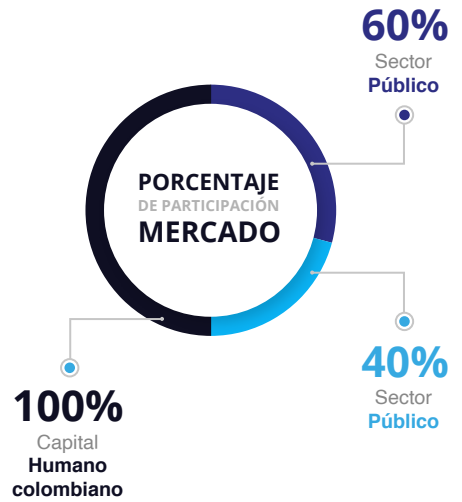 60%
Sector
Público
PORCENTAJE
DE PARTICIPACIÓN
MERCADO
40%
Sector
Público
100%
Capital
Humano
colombiano